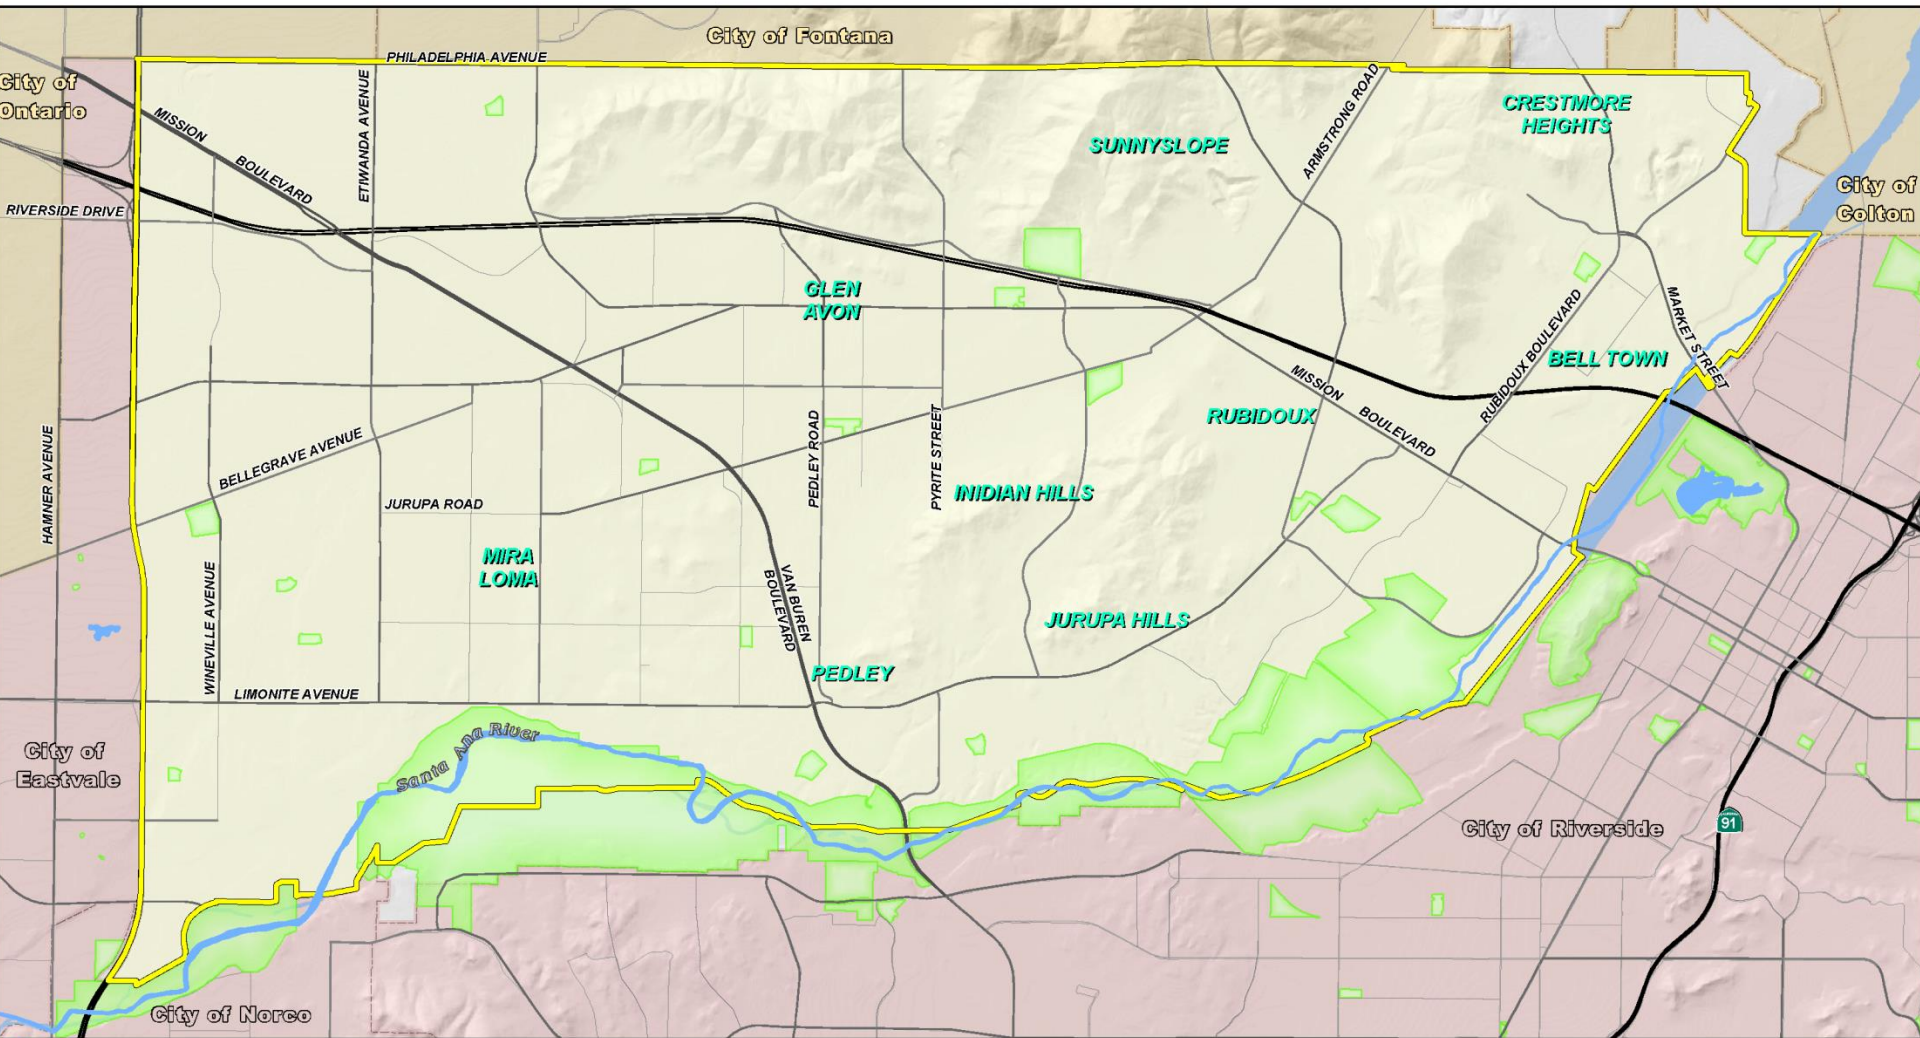 City of Fontana
PHILADELPHIA AVENUE
City of
Ontario
MISSION
BOULEVARD
ETIWANDA AVENUE
ARMSTRONG ROAD
CRESTMORE
HEIGHTS
SUNNYSLOPE
City of
Colton
RIVERSIDE DRIVE
GLEN
AVON
MARKET STREET
RUBIDOUX BOULEVARD
BELL TOWN
MISSION
BOULEVARD
RUBIDOUX
HAMNER AVENUE
BELLEGRAVE AVENUE
PEDLEY ROAD
PYRITE STREET
INIDIAN HILLS
JURUPA ROAD
MIRA
LOMA
WINEVILLE AVENUE
VAN BUREN
BOULEVARD
JURUPA HILLS
PEDLEY
LIMONITE AVENUE
Santa Ana River
City of
Eastvale
City of Riverside
91
City of Norco